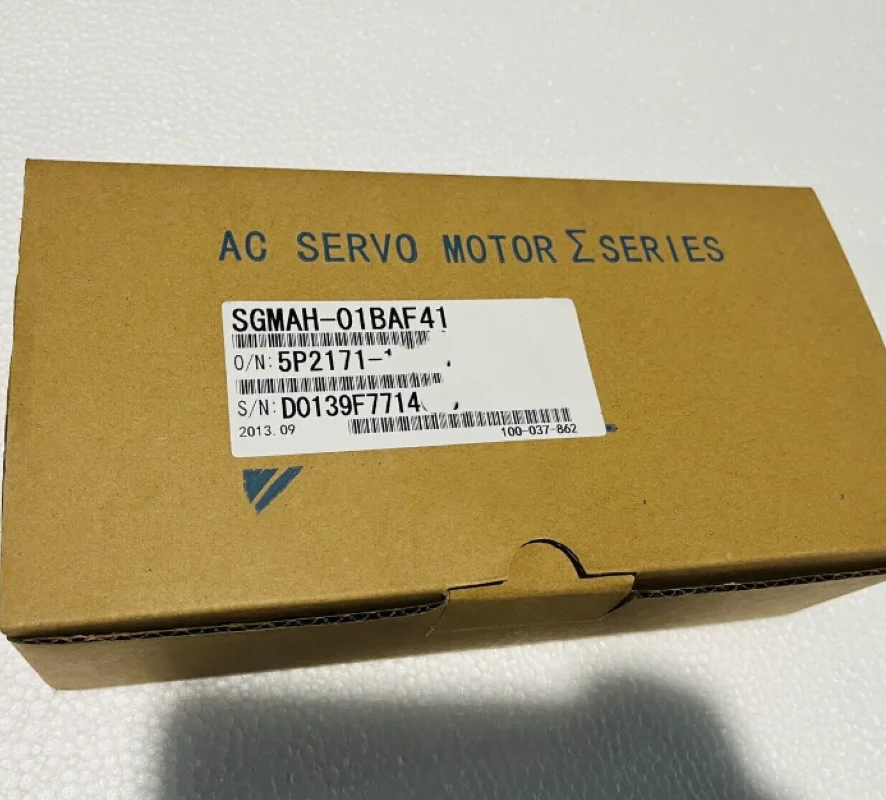 AC SERVO MOTOR Σ SERIES
SGMAH-01BAF41
O/N: 5P2171-
S/N: D0139F7714
2013.09
100-037-862